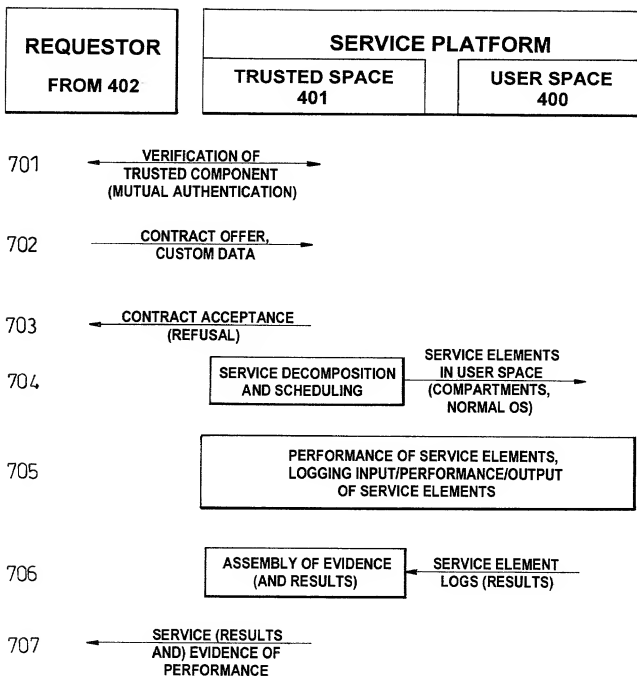 REQUESTOR
FROM 402
SERVICE PLATFORM
TRUSTED SPACE
401
USER SPACE
400
701
VERIFICATION OF
TRUSTED COMPONENT
(MUTUAL AUTHENTICATION)
702
CONTRACT OFFER,
CUSTOM DATA
703
CONTRACT ACCEPTANCE
(REFUSAL)
704
SERVICE DECOMPOSITION
AND SCHEDULING
SERVICE ELEMENTS
IN USER SPACE
(COMPARTMENTS,
NORMAL OS)
705
PERFORMANCE OF SERVICE ELEMENTS,
LOGGING INPUT/PERFORMANCE/OUTPUT
OF SERVICE ELEMENTS
706
ASSEMBLY OF EVIDENCE
(AND RESULTS)
SERVICE ELEMENT
LOGS (RESULTS)
707
SERVICE (RESULTS
AND) EVIDENCE OF
PERFORMANCE